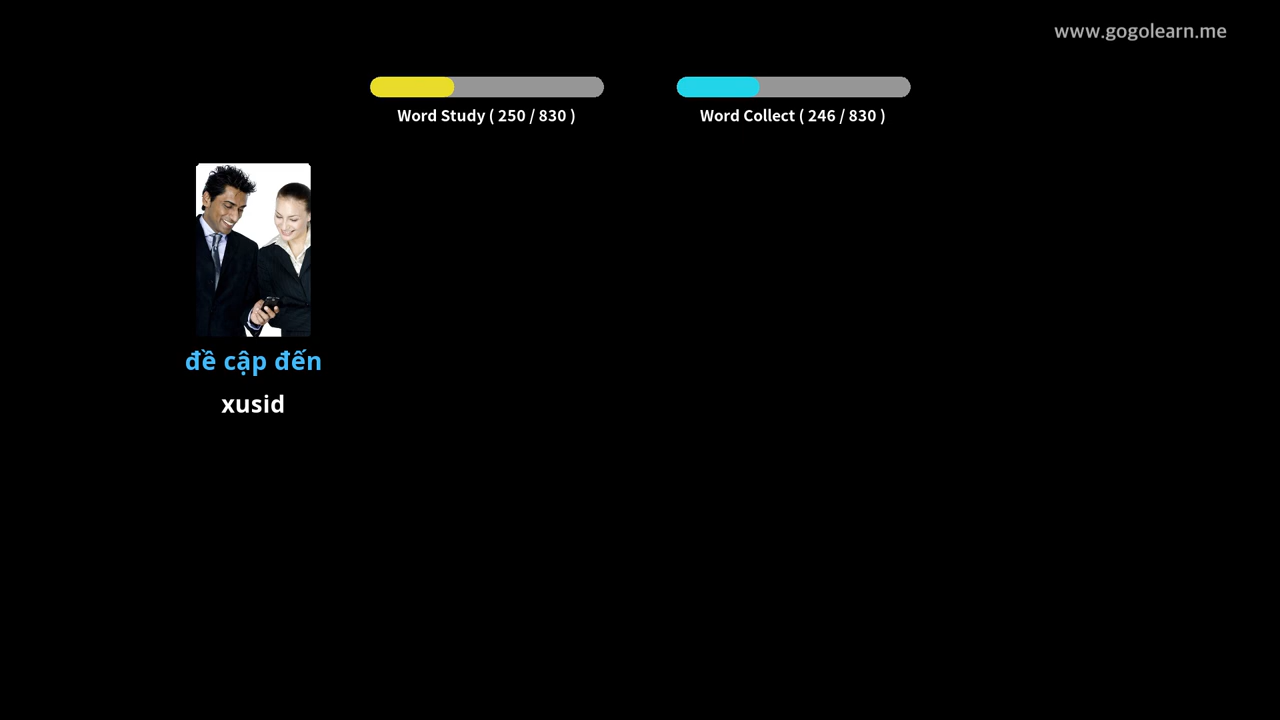 www.gogolearn.me
Word Study ( 250 / 830 )
Word Collect ( 246 / 830 )
đề cập đến
xusid